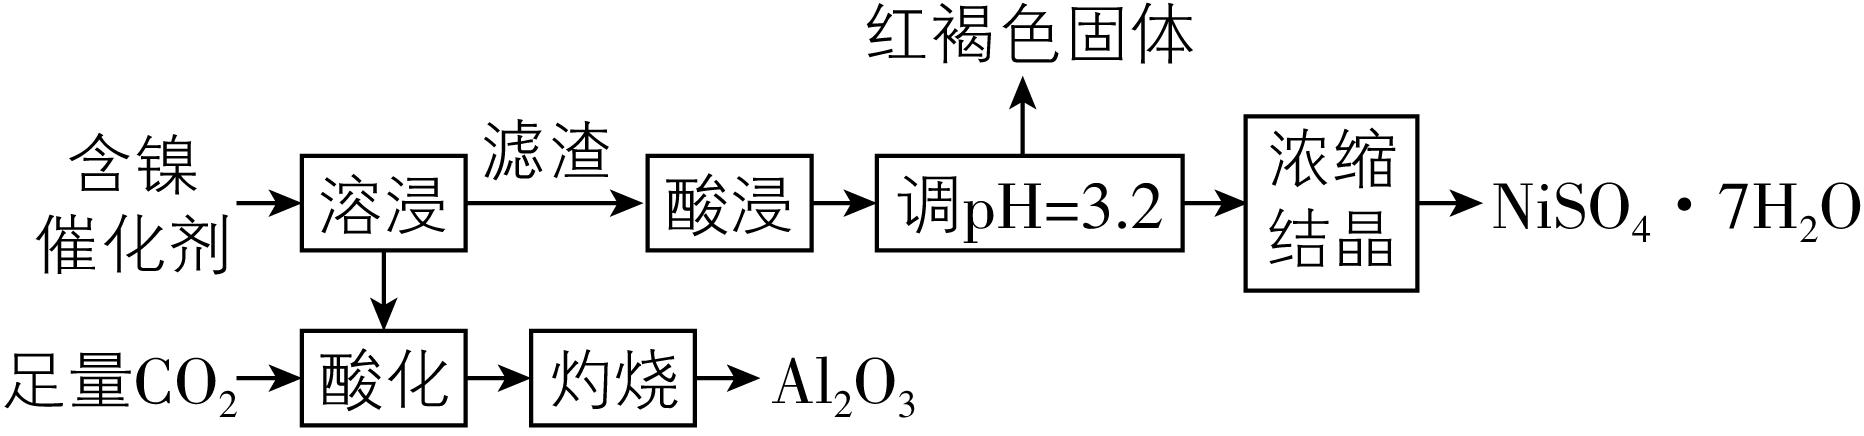 红褐色固体
含镍
催化剂
溶浸
滤渣
酸浸
调pH=3.2
浓缩
结晶
NiSO₄·7H₂O
足量CO₂
酸化
灼烧
Al₂O₃